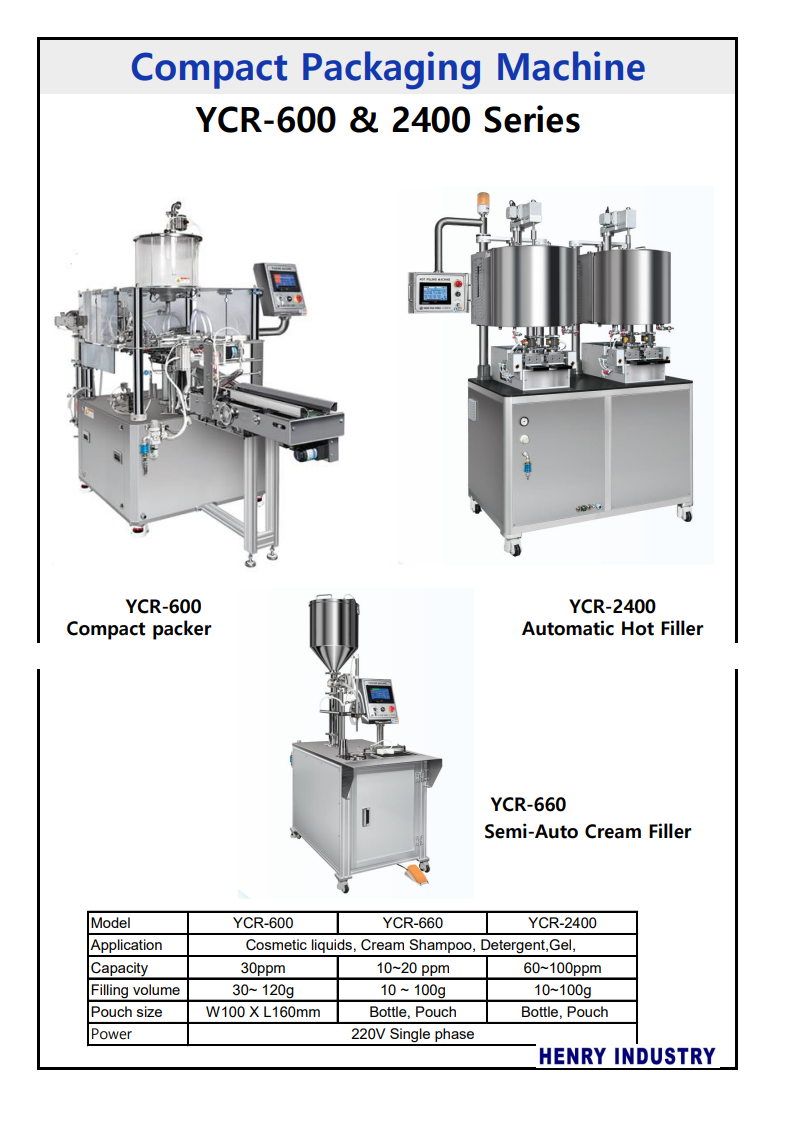 Compact Packaging Machine
YCR-600 & 2400 Series
HOT FILLING MACHINE
YCR-600
Compact packer
YCR-2400
Automatic Hot Filler
YCR-660
Semi-Auto Cream Filler
Model YCR-600 YCR-660 YCR-2400
Application Cosmetic liquids, Cream Shampoo, Detergent,Gel,
Capacity 30ppm 10~20 ppm 60~100ppm
Filling volume 30~ 120g 10 ~ 100g 10~100g
Pouch size W100 X L160mm Bottle, Pouch Bottle, Pouch
Power 220V Single phase
HENRY INDUSTRY